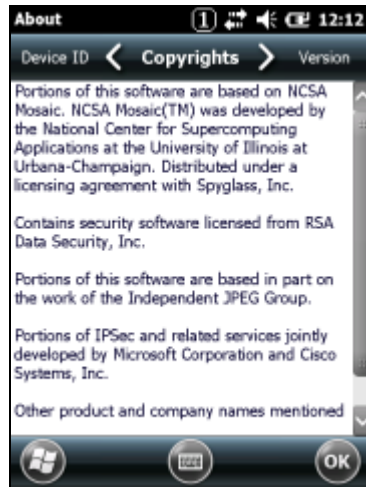 About 1 12:12
Device ID Copyrights Version
Portions of this software are based on NCSA
Mosaic. NCSA Mosaic(TM) was developed by
the National Center for Supercomputing
Applications at the University of Illinois at
Urbana-Champaign. Distributed under a
licensing agreement with Spyglass, Inc.
Contains security software licensed from RSA
Data Security, Inc.
Portions of this software are based in part on
the work of the Independent JPEG Group.
Portions of IPSec and related services jointly
developed by Microsoft Corporation and Cisco
Systems, Inc.
Other product and company names mentioned
OK